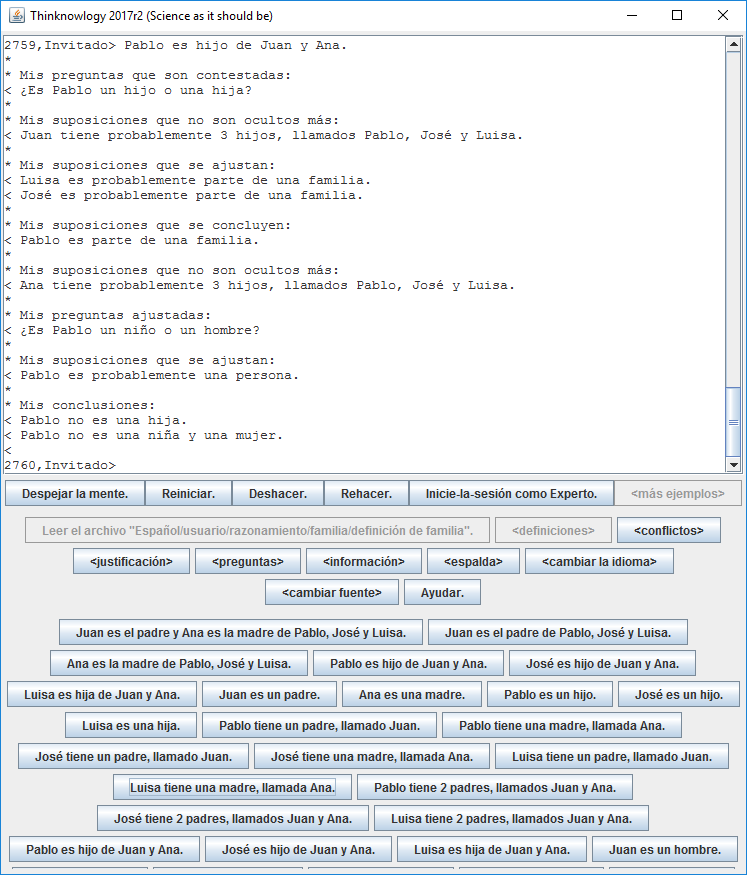 Thinknowlogy 2017r2 (Science as it should be)
2759,Invitado> Pablo es hijo de Juan y Ana.
*
* Mis preguntas que son contestadas:
< ¿Es Pablo un hijo o una hija?
*
* Mis suposiciones que no son ocultos más:
< Juan tiene probablemente 3 hijos, llamados Pablo, José y Luisa.
*
* Mis suposiciones que se ajustan:
< Luisa es probablemente parte de una familia.
< José es probablemente parte de una familia.
*
* Mis suposiciones que se concluyen:
< Pablo es parte de una familia.
*
* Mis suposiciones que no son ocultos más:
< Ana tiene probablemente 3 hijos, llamados Pablo, José y Luisa.
*
* Mis preguntas ajustadas:
< ¿Es Pablo un niño o un hombre?
*
* Mis suposiciones que se ajustan:
< Pablo es probablemente una persona.
*
* Mis conclusiones:
< Pablo no es una hija.
< Pablo no es una niña y una mujer.
<
2760,Invitado>
Despejar la mente. Reiniciar. Deshacer. Rehacer. Inicie-la-sesión como Experto. <más ejemplos>
Leer el archivo "Español/usuario/razonamiento/familia/definición de familia". <definiciones> <conflictos>
<justificación> <preguntas> <información> <espalda> <cambiar la idioma>
<cambiar fuente> Ayudar.
Juan es el padre y Ana es la madre de Pablo, José y Luisa. Juan es el padre de Pablo, José y Luisa.
Ana es la madre de Pablo, José y Luisa. Pablo es hijo de Juan y Ana. José es hijo de Juan y Ana.
Luisa es hija de Juan y Ana. Juan es un padre. Ana es una madre. Pablo es un hijo. José es un hijo.
Luisa es una hija. Pablo tiene un padre, llamado Juan. Pablo tiene una madre, llamada Ana.
José tiene un padre, llamado Juan. José tiene una madre, llamada Ana. Luisa tiene un padre, llamado Juan.
Luisa tiene una madre, llamada Ana. Pablo tiene 2 padres, llamados Juan y Ana.
José tiene 2 padres, llamados Juan y Ana. Luisa tiene 2 padres, llamados Juan y Ana.
Pablo es hijo de Juan y Ana. José es hijo de Juan y Ana. Luisa es hija de Juan y Ana. Juan es un hombre.